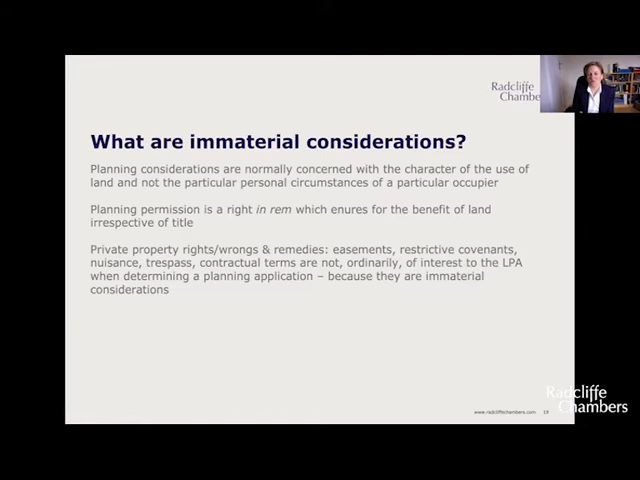 Radcliffe
Chambe
What are immaterial considerations?
Planning considerations are normally concerned with the character of the use of
land and not the particular personal circumstances of a particular occupier
Planning permission is a right in rem which enures for the benefit of land
irrespective of title
Private property rights/wrongs & remedies: easements, restrictive covenants,
nuisance, trespass, contractual terms are not, ordinarily, of interest to the LPA
when determining a planning application – because they are immaterial
considerations
Radcliffe
Chambers
www.radcliffechambers.com 19